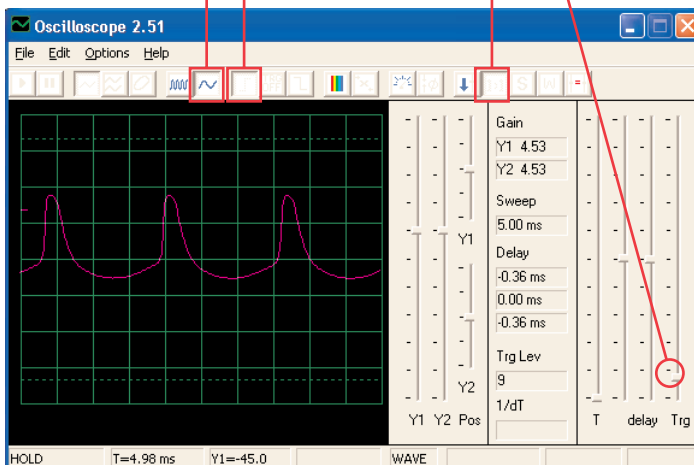 Oscilloscope 2.51
File Edit Options Help
Gain
Y1 4.53
Y2 4.53
Sweep
5.00 ms
Delay
-0.36 ms
0.00 ms
-0.36 ms
Trg Lev
9
1/dT
Y1
Y2
Y1 Y2 Pos
T delay Trg
HOLD T=4.98 ms Y1=-45.0 WAVE